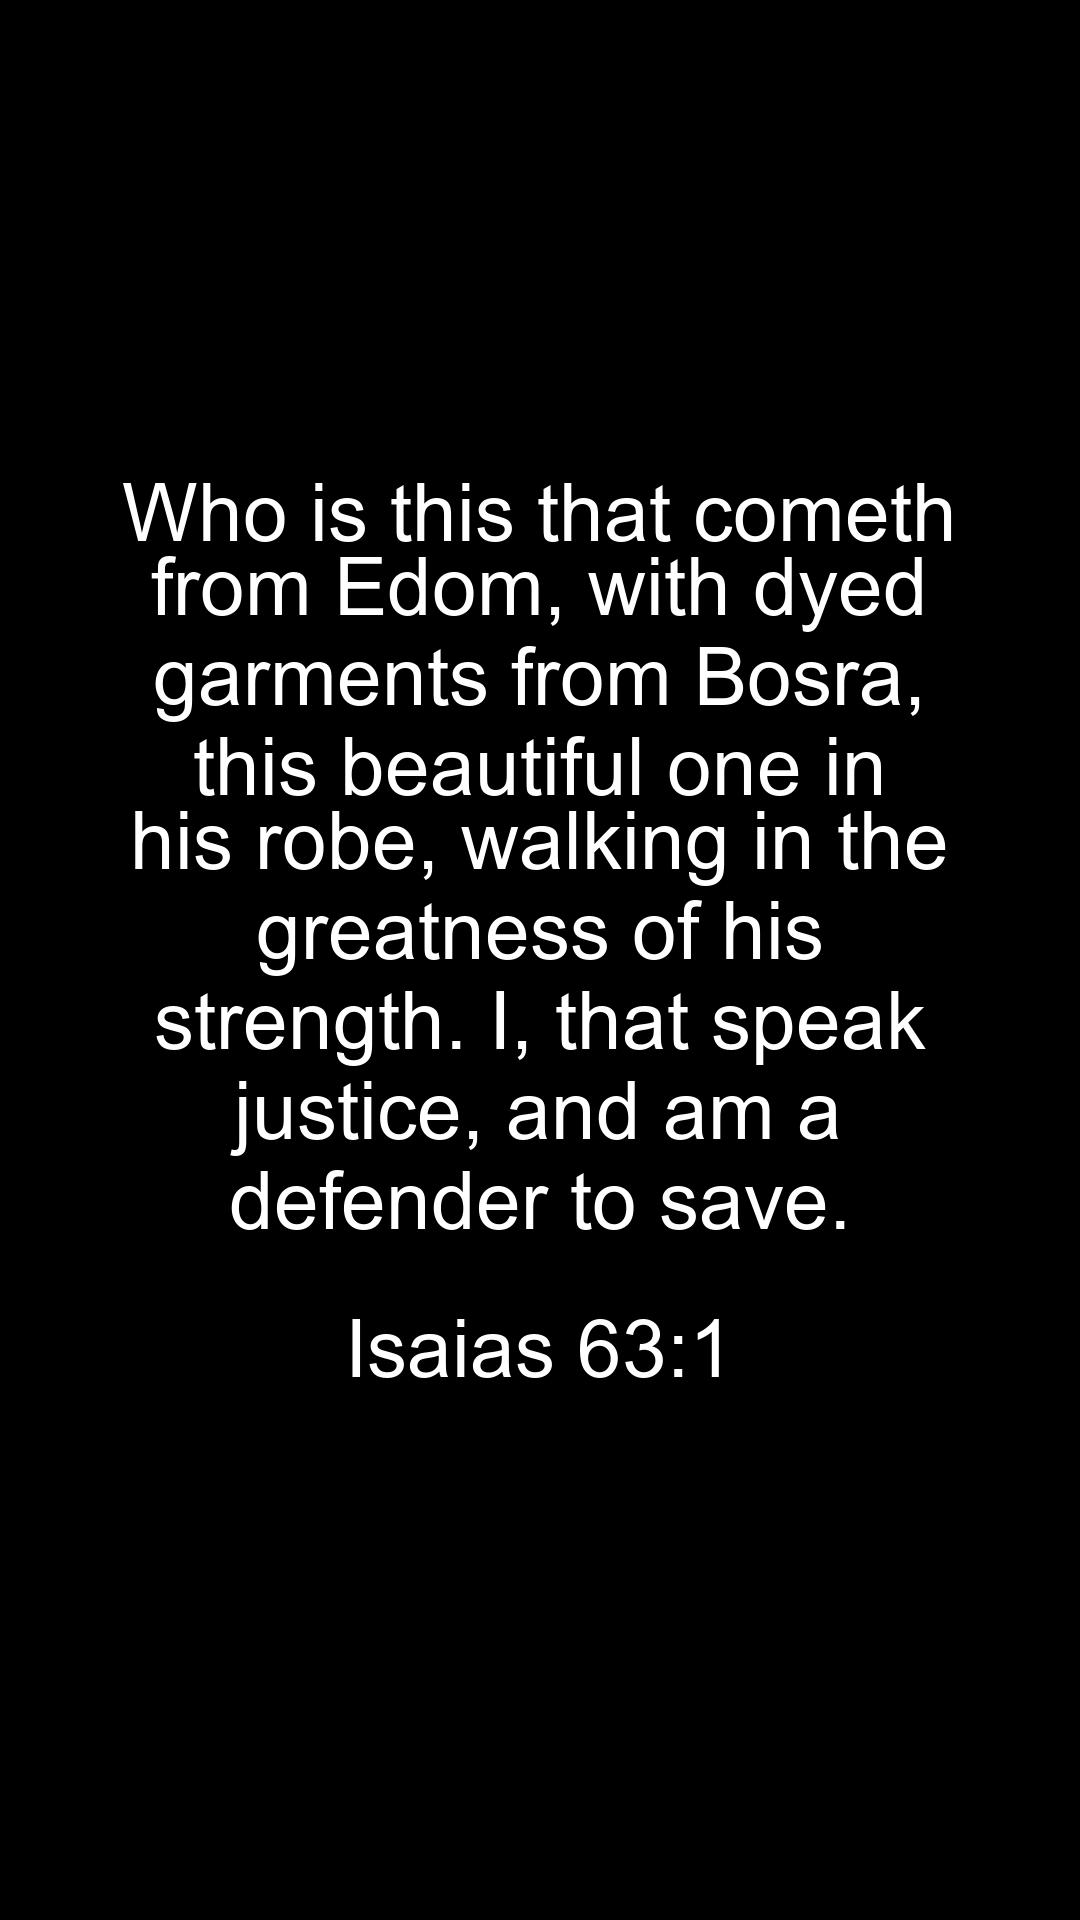 Who is this that cometh
from Edom, with dyed
garments from Bosra,
this beautiful one in
his robe, walking in the
greatness of his
strength. I, that speak
justice, and am a
defender to save.
Isaias 63:1